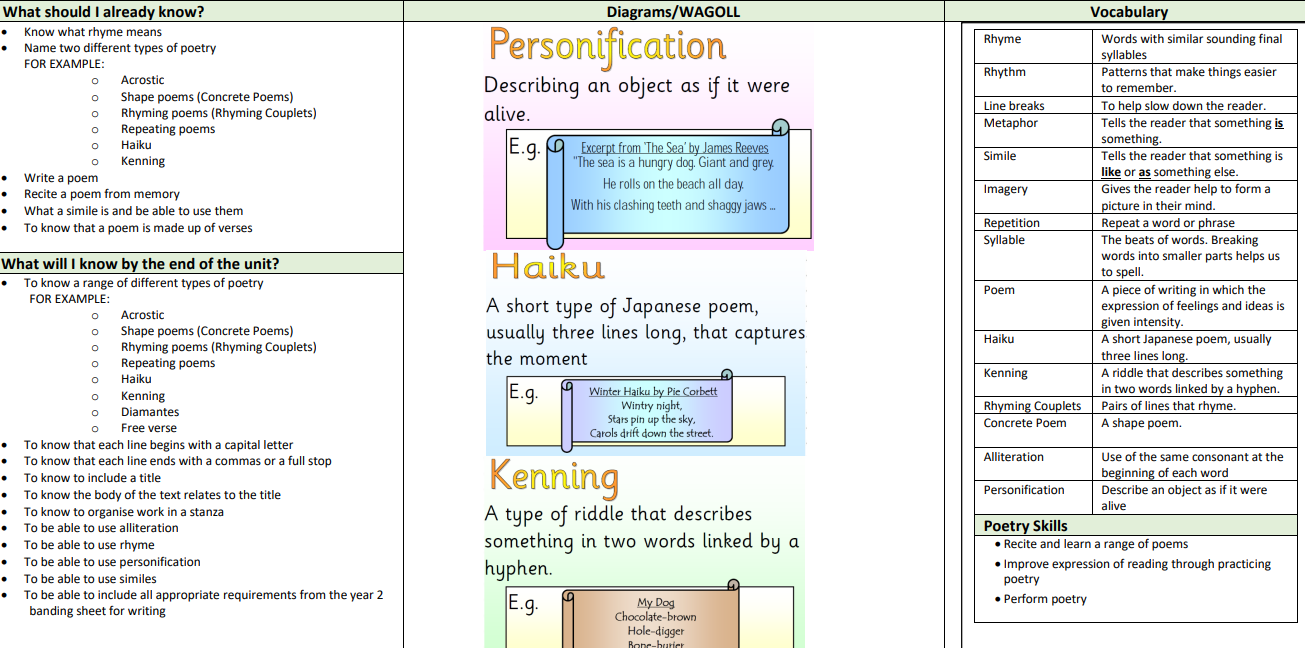 What should I already know?
• Know what rhyme means
• Name two different types of poetry
FOR EXAMPLE:
o Acrostic
o Shape poems (Concrete Poems)
o Rhyming poems (Rhyming Couplets)
o Repeating poems
o Haiku
o Kenning
• Write a poem
• Recite a poem from memory
• What a simile is and be able to use them
• To know that a poem is made up of verses
What will I know by the end of the unit?
• To know a range of different types of poetry
FOR EXAMPLE:
o Acrostic
o Shape poems (Concrete Poems)
o Rhyming poems (Rhyming Couplets)
o Repeating poems
o Haiku
o Kenning
o Diamantes
o Free verse
• To know that each line begins with a capital letter
• To know that each line ends with a commas or a full stop
• To know to include a title
• To know the body of the text relates to the title
• To know to organise work in a stanza
• To be able to use alliteration
• To be able to use rhyme
• To be able to use personification
• To be able to use similes
• To be able to include all appropriate requirements from the year 2
banding sheet for writing
Diagrams/WAGOLL
Personification
Describing an object as if it were
alive.
E.g.
Excerpt from 'The Sea' by James Reeves
"The sea is a hungry dog. Giant and grey.
He rolls on the beach all day.
With his clashing teeth and shaggy jaws ...
Haiku
A short type of Japanese poem,
usually three lines long, that captures
the moment
E.g.
Winter Haiku by Pie Corbett
Wintry night,
Stars pin up the sky,
Carols drift down the street.
Kenning
A type of riddle that describes
something in two words linked by a
hyphen.
E.g.
My Dog
Chocolate-brown
Hole-digger
Bone-burier
Vocabulary
Rhyme Words with similar sounding final
syllables
Rhythm Patterns that make things easier
to remember.
Line breaks To help slow down the reader.
Metaphor Tells the reader that something is
something.
Simile Tells the reader that something is
like or as something else.
Imagery Gives the reader help to form a
picture in their mind.
Repetition Repeat a word or phrase
Syllable The beats of words. Breaking
words into smaller parts helps us
to spell.
Poem A piece of writing in which the
expression of feelings and ideas is
given intensity.
Haiku A short Japanese poem, usually
three lines long.
Kenning A riddle that describes something
in two words linked by a hyphen.
Rhyming Couplets Pairs of lines that rhyme.
Concrete Poem A shape poem.
Alliteration Use of the same consonant at the
beginning of each word
Personification Describe an object as if it were
alive
Poetry Skills
• Recite and learn a range of poems
• Improve expression of reading through practicing
poetry
• Perform poetry